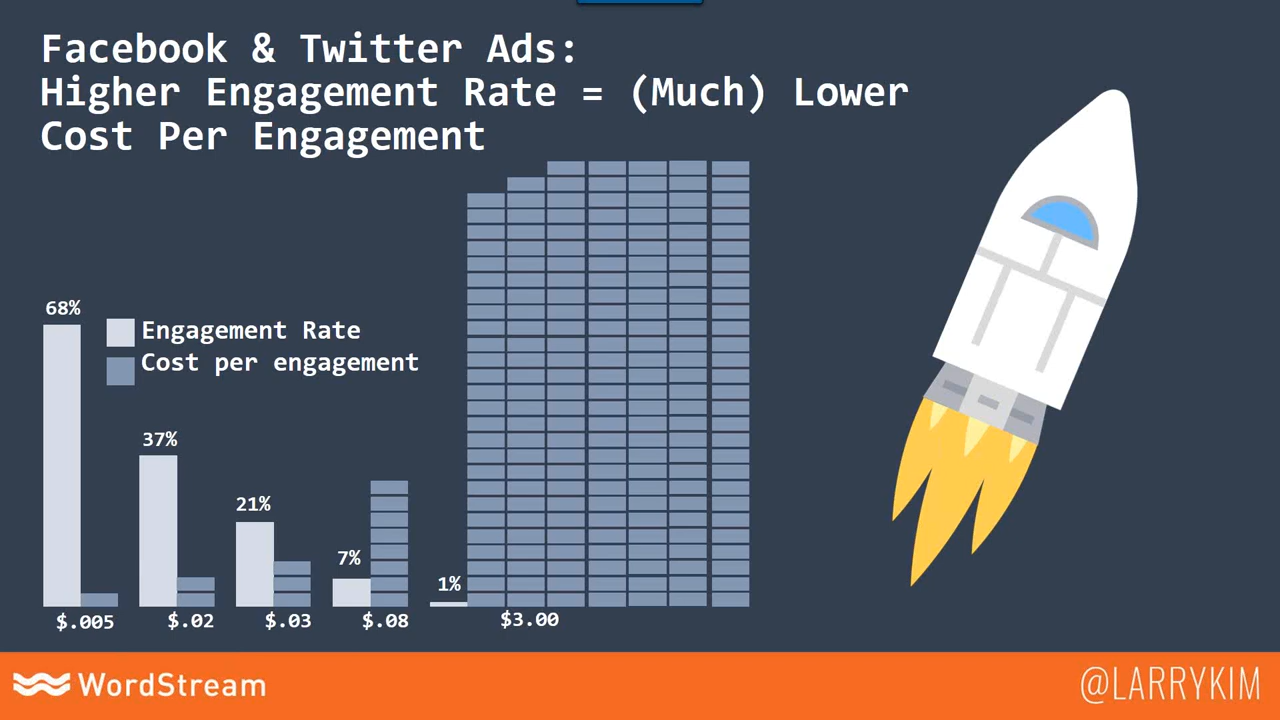 Facebook & Twitter Ads:
Higher Engagement Rate = (Much) Lower
Cost Per Engagement
68%
Engagement Rate
Cost per engagement
37%
21%
7%
1%
$.005
$.02
$.03
$.08
$3.00
WordStream
@LARRYKIM